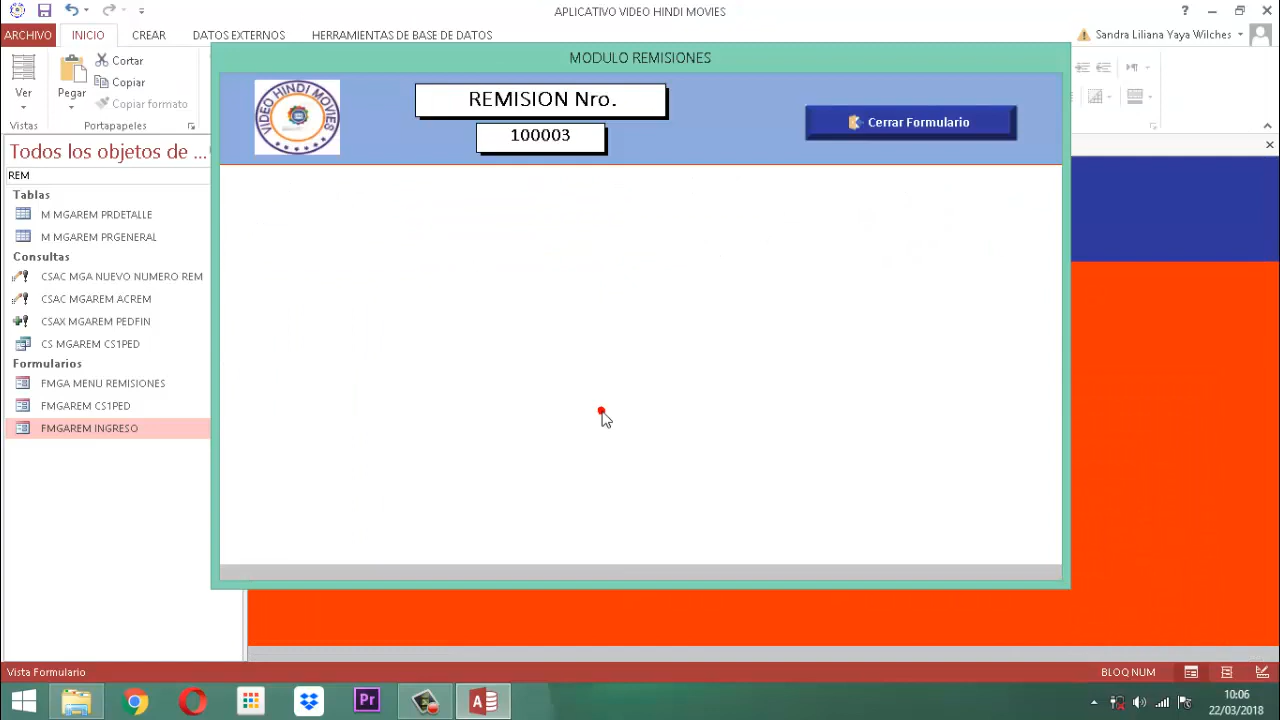 APLICATIVO VIDEO HINDI MOVIES
?
ARCHIVO INICIO CREAR DATOS EXTERNOS HERRAMIENTAS DE BASE DE DATOS
Sandra Liliana Yaya Wilches
MODULO REMISIONES
Ver
Pegar
Cortar
Copiar
Copiar formato
Vistas Portapapeles
VIDEO HINDI MOVIES
REMISION Nro.
100003
Cerrar Formulario
Todos los objetos de ...
REM
Tablas
M MGAREM PRDETALLE
M MGAREM PRGENERAL
Consultas
CSAC MGA NUEVO NUMERO REM
CSAC MGAREM ACREM
CSAX MGAREM PEDFIN
CS MGAREM CS1PED
Formularios
FMGA MENU REMISIONES
FMGAREM CS1PED
FMGAREM INGRESO
Vista Formulario
BLOQ NUM
Pr
10:06
22/03/2018